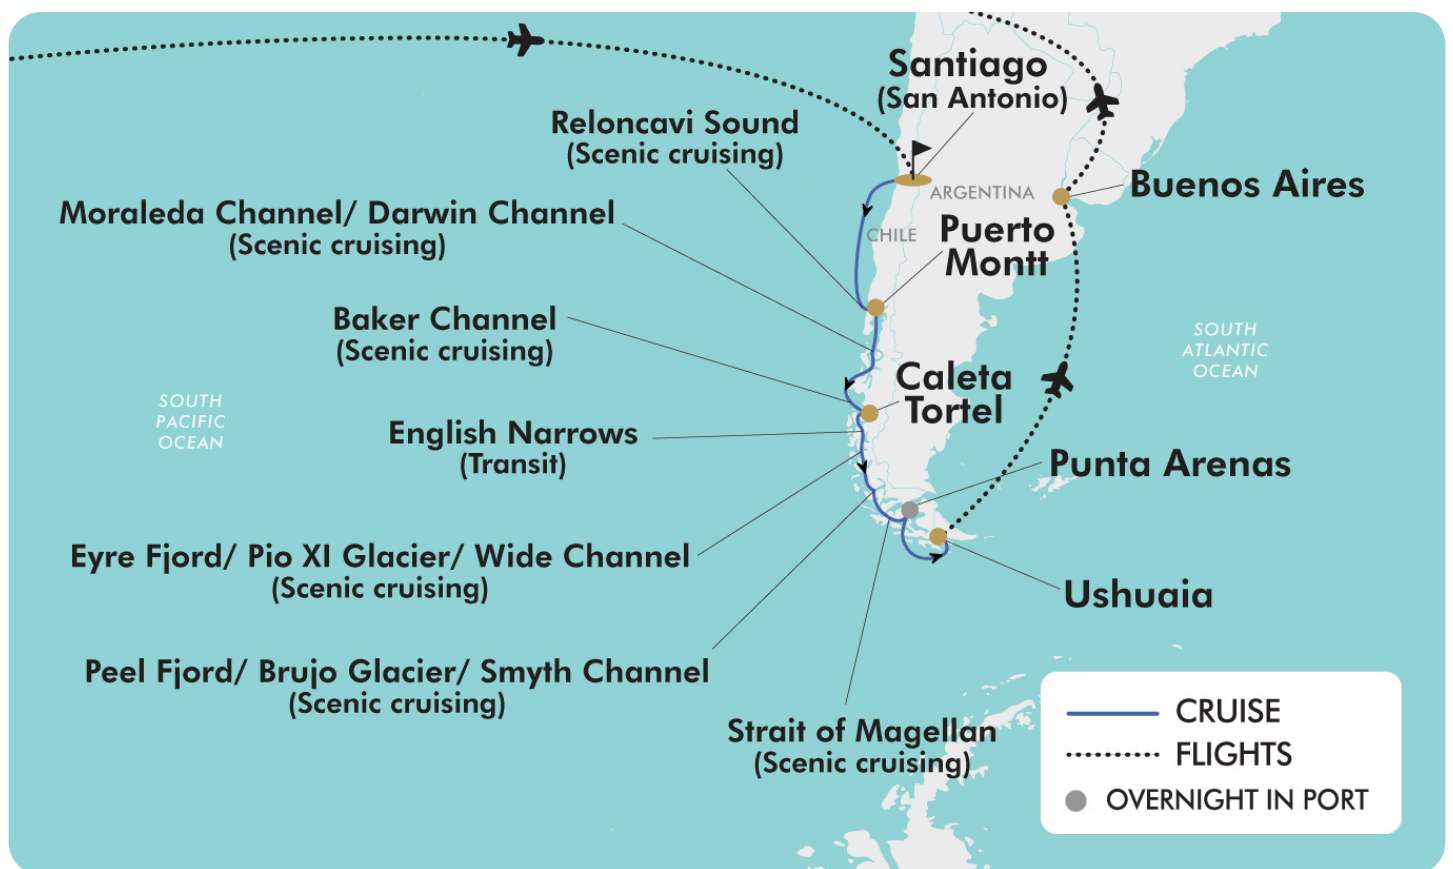 Santiago
(San Antonio)
Reloncavi Sound
(Scenic cruising)
Buenos Aires
ARGENTINA
Moraleda Channel/ Darwin Channel
(Scenic cruising)
CHILE
Puerto
Montt
Baker Channel
(Scenic cruising)
SOUTH
ATLANTIC
OCEAN
Caleta
Tortel
SOUTH
PACIFIC
OCEAN
English Narrows
(Transit)
Punta Arenas
Eyre Fjord/ Pio XI Glacier/ Wide Channel
(Scenic cruising)
Ushuaia
Peel Fjord/ Brujo Glacier/ Smyth Channel
(Scenic cruising)
Strait of Magellan
(Scenic cruising)
CRUISE
FLIGHTS
OVERNIGHT IN PORT